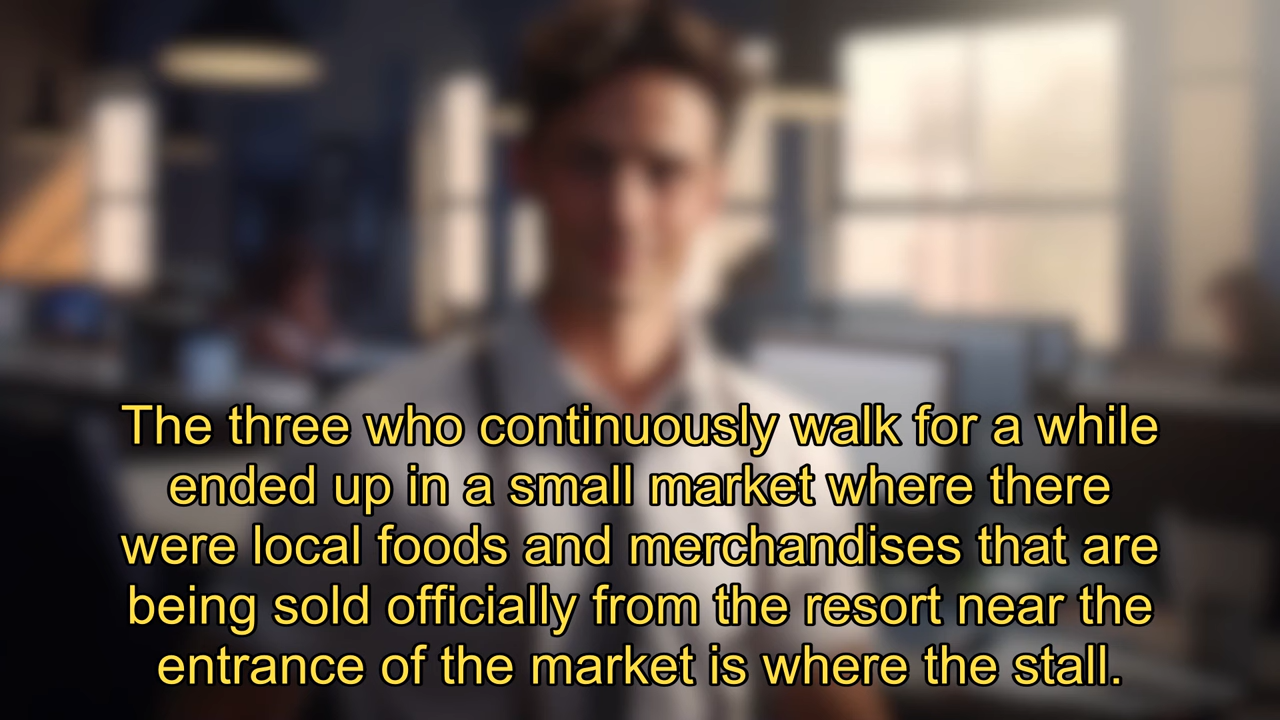 The three who continuously walk for a while
ended up in a small market where there
were local foods and merchandises that are
being sold officially from the resort near the
entrance of the market is where the stall.